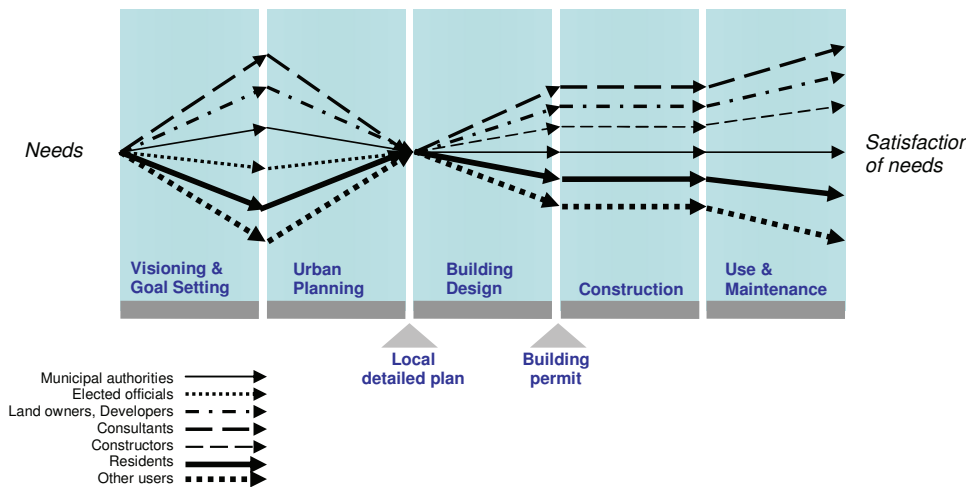 Needs
Satisfaction
of needs
Visioning &
Goal Setting
Urban
Planning
Building
Design
Construction
Use &
Maintenance
Local
detailed plan
Building
permit
Municipal authorities
Elected officials
Land owners, Developers
Consultants
Constructors
Residents
Other users